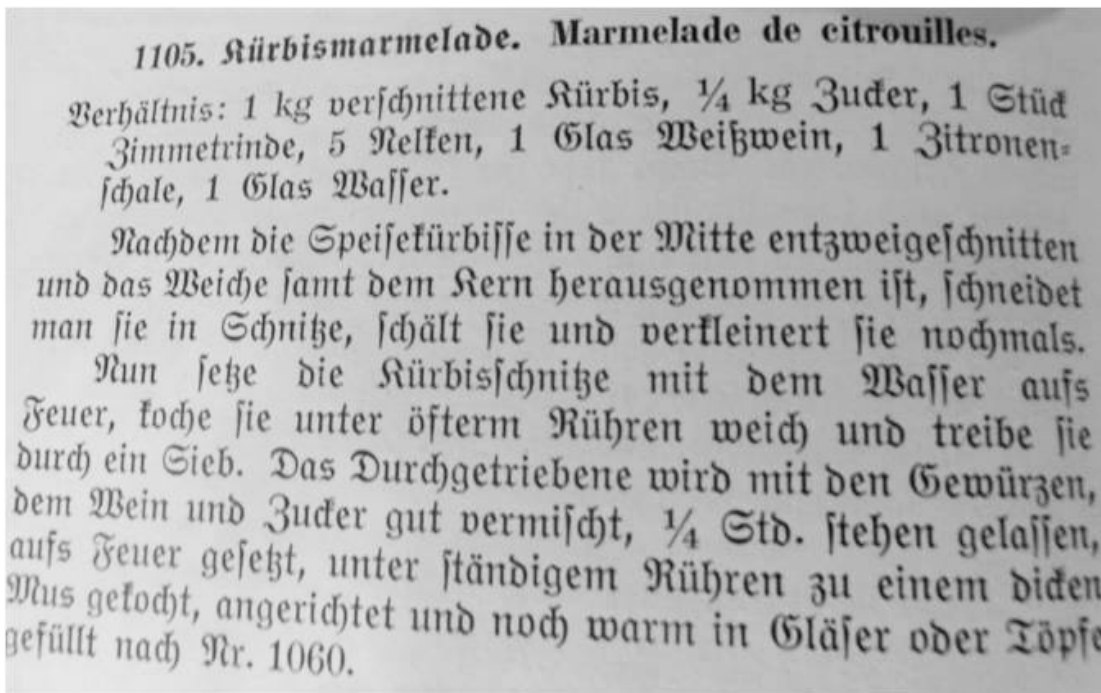 1105. Kürbismarmelade. Marmelade de citrouilles.
Verhältnis: 1 kg verschnittene Kürbis, ¼ kg Zucker, 1 Stück
Zimmetrinde, 5 Nelken, 1 Glas Weißwein, 1 Zitronen-
schale, 1 Glas Wasser.
Nachdem die Speisekürbisse in der Mitte entzweigeschnitten
und das Weiche samt dem Kern herausgenommen ist, schneidet
man sie in Schnitze, schält sie und verkleinert sie nochmals.
Nun setze die Kürbisschnitze mit dem Wasser aufs
Feuer, koche sie unter öfterm Rühren weich und treibe sie
durch ein Sieb. Das Durchgetriebene wird mit den Gewürzen,
dem Wein und Zucker gut vermischt, ¼ Std. stehen gelassen,
aufs Feuer gesetzt, unter ständigem Rühren zu einem dicken
Mus gekocht, angerichtet und noch warm in Gläser oder Töpfe
gefüllt nach Nr. 1060.